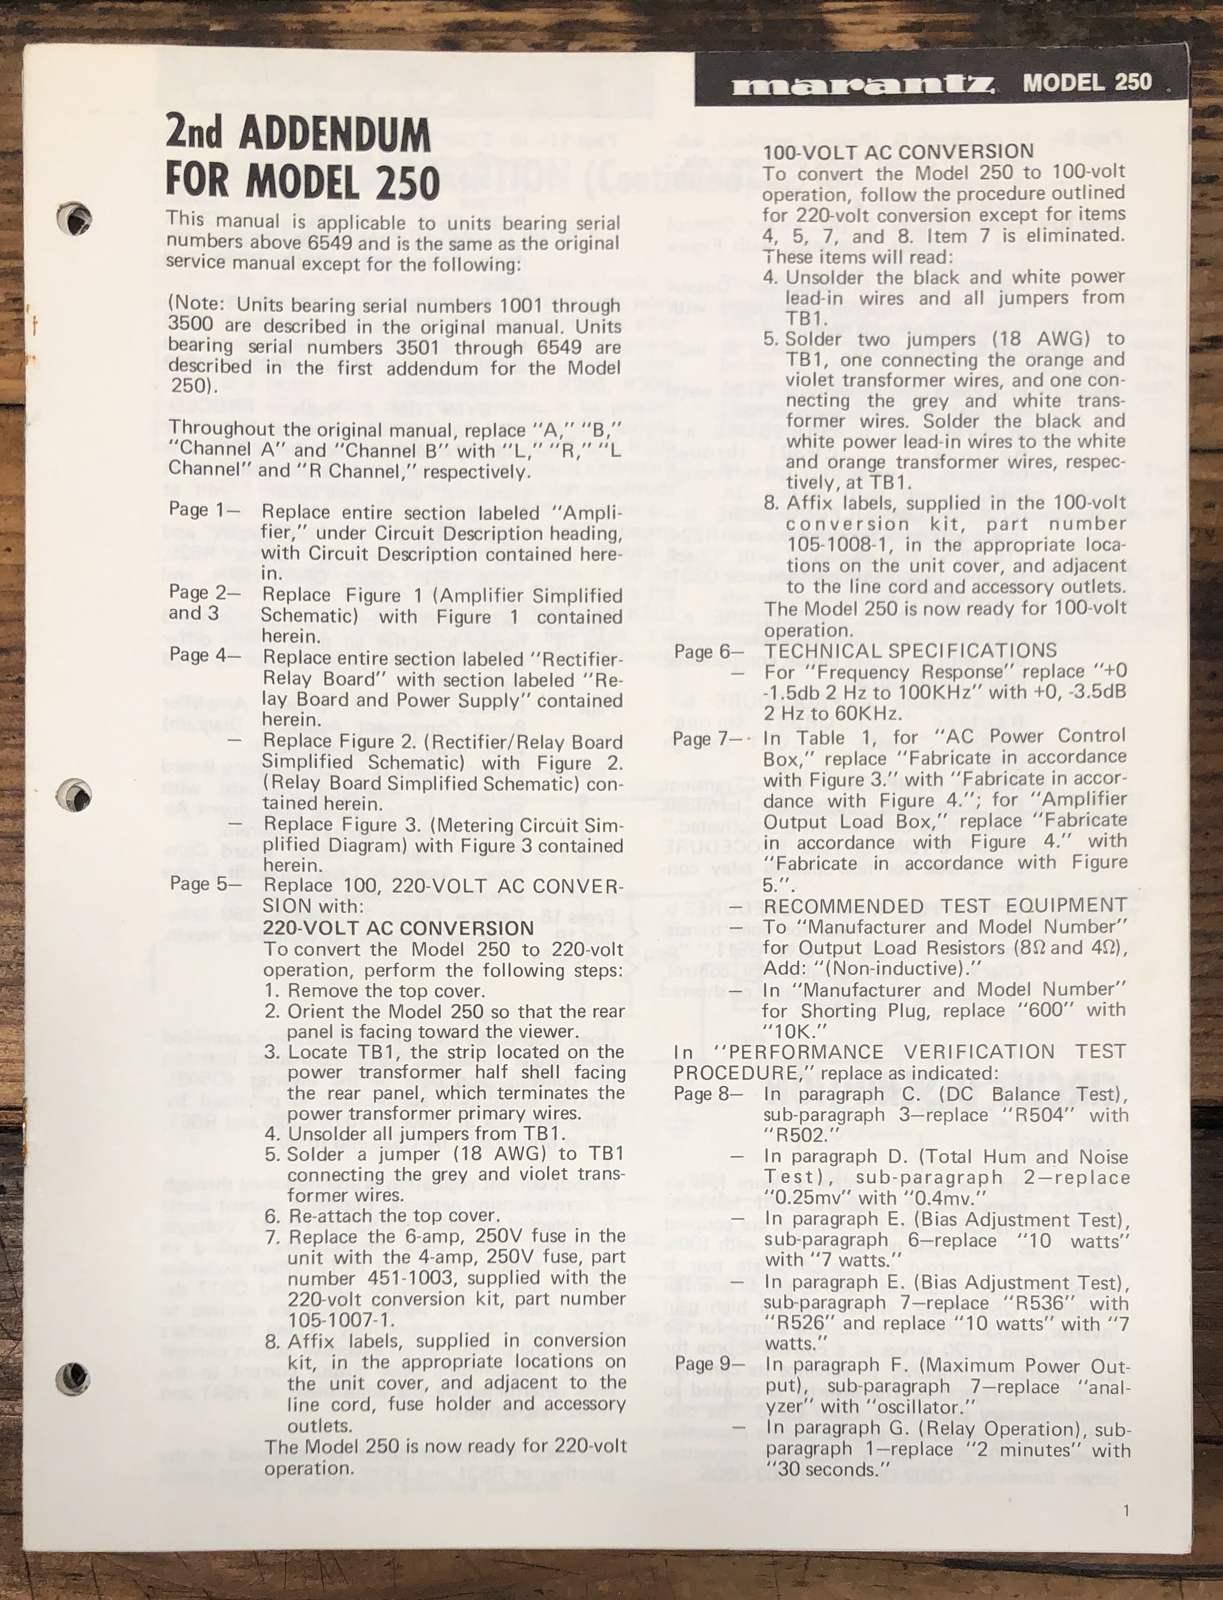 marantz MODEL 250
2nd ADDENDUM
FOR MODEL 250
This manual is applicable to units bearing serial
numbers above 6549 and is the same as the original
service manual except for the following:
(Note: Units bearing serial numbers 1001 through
3500 are described in the original manual. Units
bearing serial numbers 3501 through 6549 are
described in the first addendum for the Model
250).
Throughout the original manual, replace "A," "B,"
"Channel A" and "Channel B" with "L," "R," "L
Channel" and "R Channel," respectively.
Page 1— Replace entire section labeled "Ampli-
fier," under Circuit Description heading,
with Circuit Description contained here-
in.
Page 2— Replace Figure 1 (Amplifier Simplified
and 3 Schematic) with Figure 1 contained
herein.
Page 4— Replace entire section labeled "Rectifier-
Relay Board" with section labeled "Re-
lay Board and Power Supply" contained
herein.
— Replace Figure 2. (Rectifier/Relay Board
Simplified Schematic) with Figure 2.
(Relay Board Simplified Schematic) con-
tained herein.
— Replace Figure 3. (Metering Circuit Sim-
plified Diagram) with Figure 3 contained
herein.
Page 5— Replace 100, 220-VOLT AC CONVER-
SION with:
220-VOLT AC CONVERSION
To convert the Model 250 to 220-volt
operation, perform the following steps:
1. Remove the top cover.
2. Orient the Model 250 so that the rear
panel is facing toward the viewer.
3. Locate TB1, the strip located on the
power transformer half shell facing
the rear panel, which terminates the
power transformer primary wires.
4. Unsolder all jumpers from TB1.
5. Solder a jumper (18 AWG) to TB1
connecting the grey and violet trans-
former wires.
6. Re-attach the top cover.
7. Replace the 6-amp, 250V fuse in the
unit with the 4-amp, 250V fuse, part
number 451-1003, supplied with the
220-volt conversion kit, part number
105-1007-1.
8. Affix labels, supplied in conversion
kit, in the appropriate locations on
the unit cover, and adjacent to the
line cord, fuse holder and accessory
outlets.
The Model 250 is now ready for 220-volt
operation.
100-VOLT AC CONVERSION
To convert the Model 250 to 100-volt
operation, follow the procedure outlined
for 220-volt conversion except for items
4, 5, 7, and 8. Item 7 is eliminated.
These items will read:
4. Unsolder the black and white power
lead-in wires and all jumpers from
TB1.
5. Solder two jumpers (18 AWG) to
TB1, one connecting the orange and
violet transformer wires, and one con-
necting the grey and white trans-
former wires. Solder the black and
white power lead-in wires to the white
and orange transformer wires, respec-
tively, at TB1.
8. Affix labels, supplied in the 100-volt
conversion kit, part number
105-1008-1, in the appropriate loca-
tions on the unit cover, and adjacent
to the line cord and accessory outlets.
The Model 250 is now ready for 100-volt
operation.
Page 6— TECHNICAL SPECIFICATIONS
— For "Frequency Response" replace "+0
-1.5dB 2 Hz to 100KHz" with +0, -3.5dB
2 Hz to 60KHz.
Page 7— In Table 1, for "AC Power Control
Box," replace "Fabricate in accordance
with Figure 3." with "Fabricate in accor-
dance with Figure 4."; for "Amplifier
Output Load Box," replace "Fabricate
in accordance with Figure 4." with
"Fabricate in accordance with Figure
5.".
— RECOMMENDED TEST EQUIPMENT
— To "Manufacturer and Model Number"
for Output Load Resistors (8Ω and 4Ω),
Add: "(Non-inductive)."
— In "Manufacturer and Model Number"
for Shorting Plug, replace "600" with
"10K."
In "PERFORMANCE VERIFICATION TEST
PROCEDURE," replace as indicated:
Page 8— In paragraph C. (DC Balance Test),
sub-paragraph 3—replace "R504" with
"R502."
— In paragraph D. (Total Hum and Noise
Test), sub-paragraph 2—replace
"0.25mv" with "0.4mv."
— In paragraph E. (Bias Adjustment Test),
sub-paragraph 6—replace "10 watts"
with "7 watts."
— In paragraph E. (Bias Adjustment Test),
sub-paragraph 7—replace "R536" with
"R526" and replace "10 watts" with "7
watts."
Page 9— In paragraph F. (Maximum Power Out-
put), sub-paragraph 7—replace "anal-
yzer" with "oscillator."
— In paragraph G. (Relay Operation), sub-
paragraph 1—replace "2 minutes" with
"30 seconds."
1